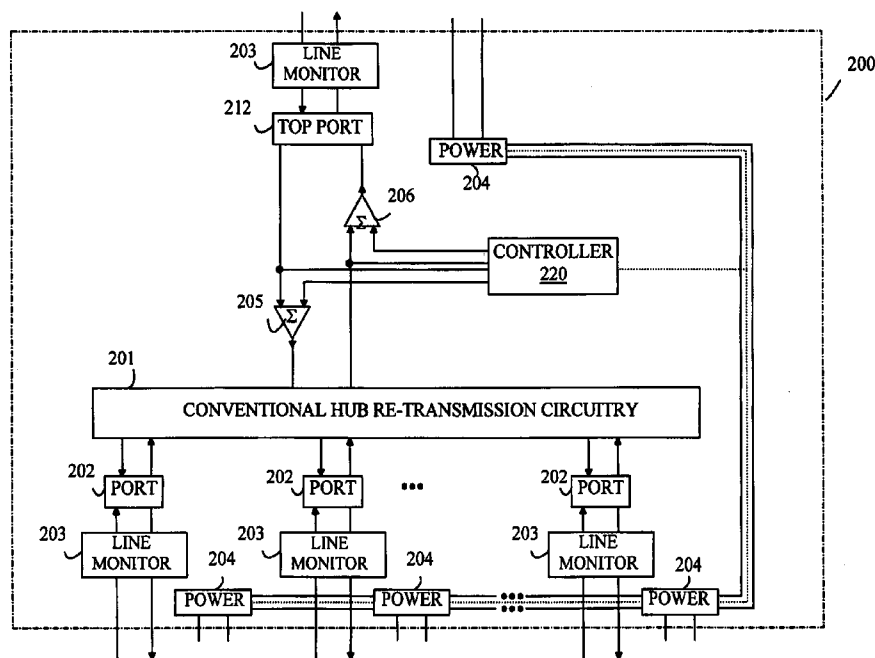 203
LINE
MONITOR
200
212
TOP PORT
POWER
204
206
Σ
CONTROLLER
220
205
Σ
201
CONVENTIONAL HUB RE-TRANSMISSION CIRCUITRY
202
PORT
202
PORT
202
PORT
203
LINE
MONITOR
203
LINE
MONITOR
203
LINE
MONITOR
204
POWER
204
POWER
204
POWER